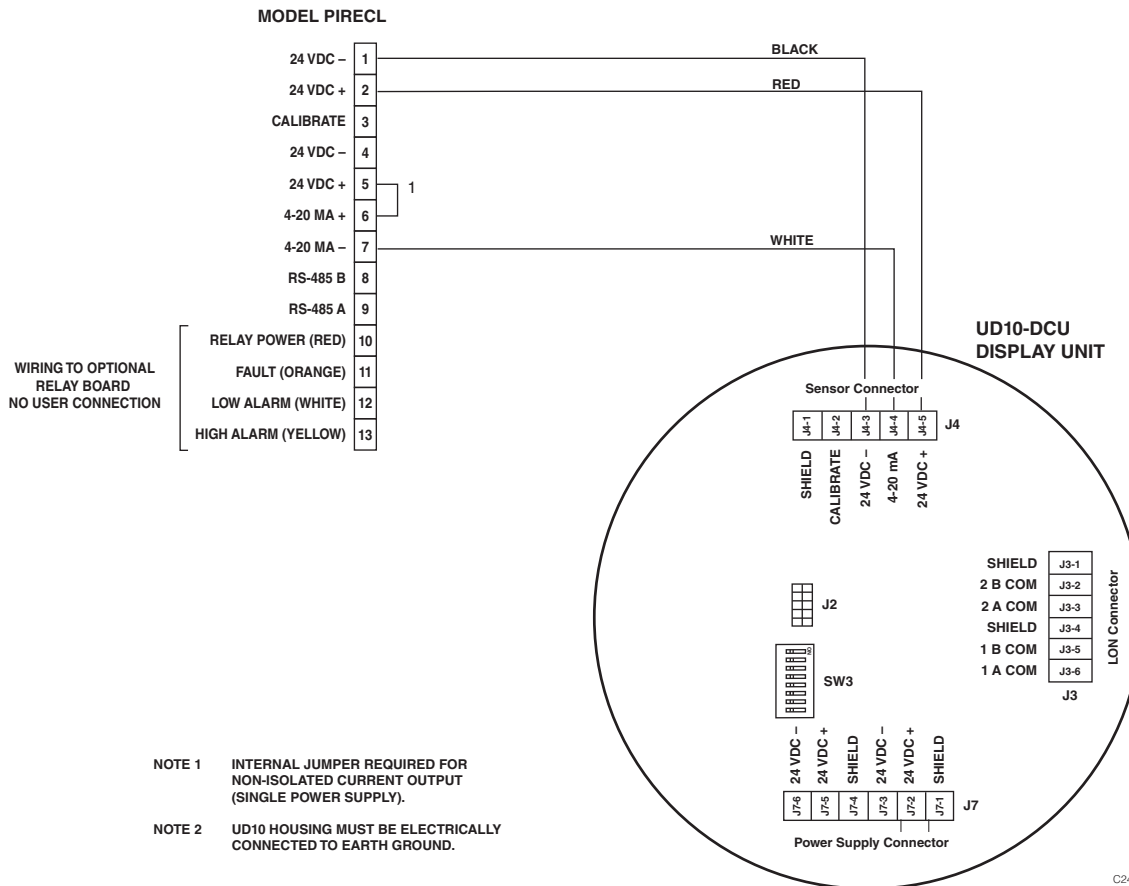 MODEL PIRECL
24 VDC – 1
24 VDC + 2
CALIBRATE 3
24 VDC – 4
24 VDC + 5
4-20 MA + 6
4-20 MA – 7
RS-485 B 8
RS-485 A 9
RELAY POWER (RED) 10
FAULT (ORANGE) 11
LOW ALARM (WHITE) 12
HIGH ALARM (YELLOW) 13
1
BLACK
RED
WHITE
WIRING TO OPTIONAL
RELAY BOARD
NO USER CONNECTION
UD10-DCU
DISPLAY UNIT
Sensor Connector
J4-1 J4-2 J4-3 J4-4 J4-5 J4
SHIELD
CALIBRATE
24 VDC –
4-20 mA
24 VDC +
SHIELD J3-1
2 B COM J3-2
2 A COM J3-3
SHIELD J3-4
1 B COM J3-5
1 A COM J3-6
J3
LON Connector
J2
NO
SW3
24 VDC –
24 VDC +
SHIELD
24 VDC –
24 VDC +
SHIELD
J7-6 J7-5 J7-4 J7-3 J7-2 J7-1 J7
Power Supply Connector
NOTE 1 INTERNAL JUMPER REQUIRED FOR
NON-ISOLATED CURRENT OUTPUT
(SINGLE POWER SUPPLY).
NOTE 2 UD10 HOUSING MUST BE ELECTRICALLY
CONNECTED TO EARTH GROUND.
C24